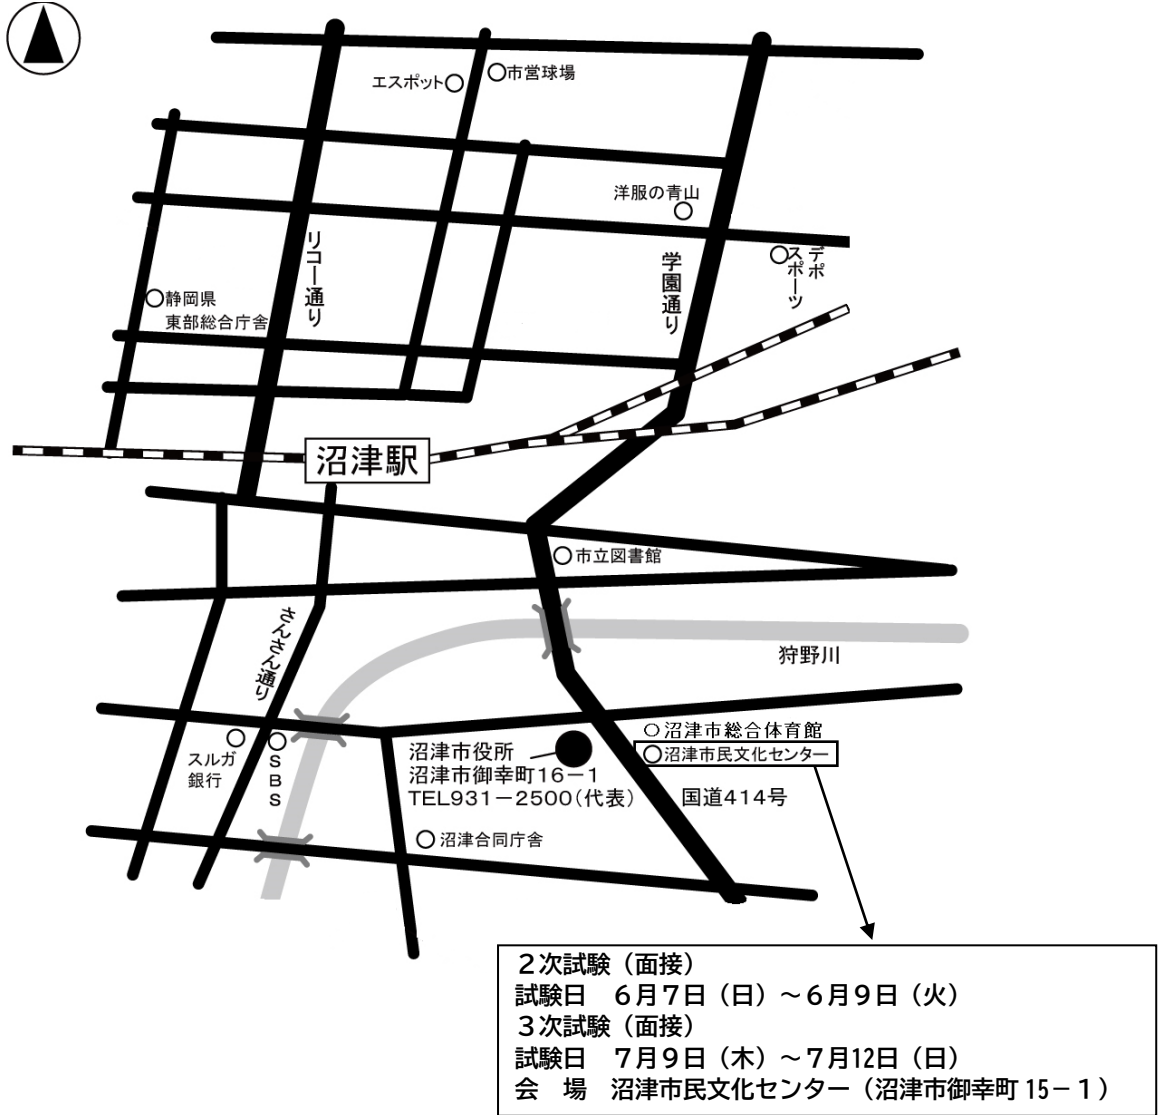 エスポット
市営球場
洋服の青山
リコー通り
学園通り
スポーツ
デポ
静岡県
東部総合庁舎
沼津駅
市立図書館
さんさん通り
狩野川
スルガ
銀行
SBS
沼津市役所
沼津市御幸町16－1
TEL931－2500（代表）
沼津市総合体育館
沼津市民文化センター
国道414号
沼津合同庁舎
２次試験（面接）
試験日　６月７日（日）～６月９日（火）
３次試験（面接）
試験日　７月９日（木）～７月12日（日）
会　場　沼津市民文化センター（沼津市御幸町 15－１）